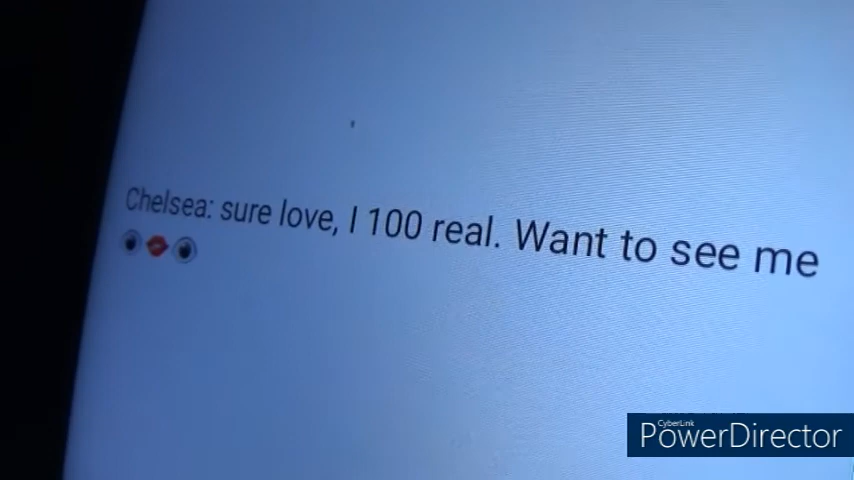 Chelsea: sure love, I 100 real. Want to see me
👁💋👁
CyberLink
PowerDirector